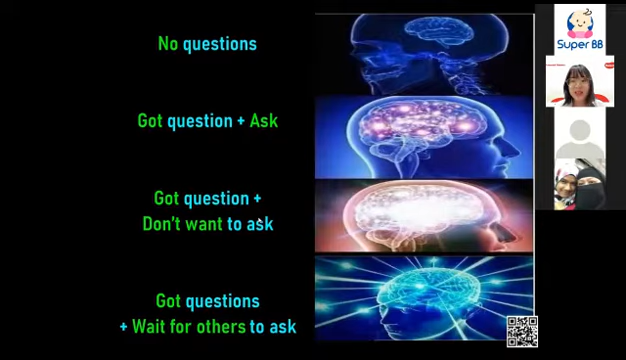 No questions
Got question + Ask
Got question +
Don't want to ask
Got questions
+ Wait for others to ask
Super BB